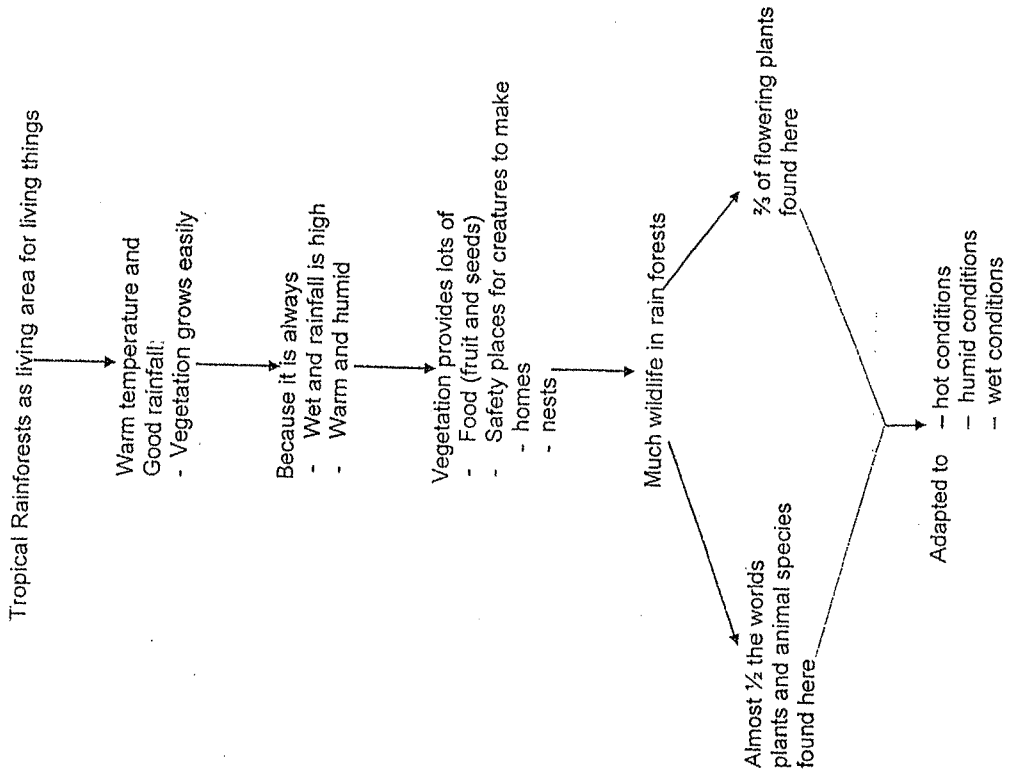 Tropical Rainforests as living area for living things
Warm temperature and
Good rainfall:
- Vegetation grows easily
Because it is always
- Wet and rainfall is high
- Warm and humid
Vegetation provides lots of
- Food (fruit and seeds)
- Safety places for creatures to make
- homes
- nests
Much wildlife in rain forests
Almost ½ the worlds
plants and animal species
found here
⅔ of flowering plants
found here
Adapted to – hot conditions
– humid conditions
– wet conditions